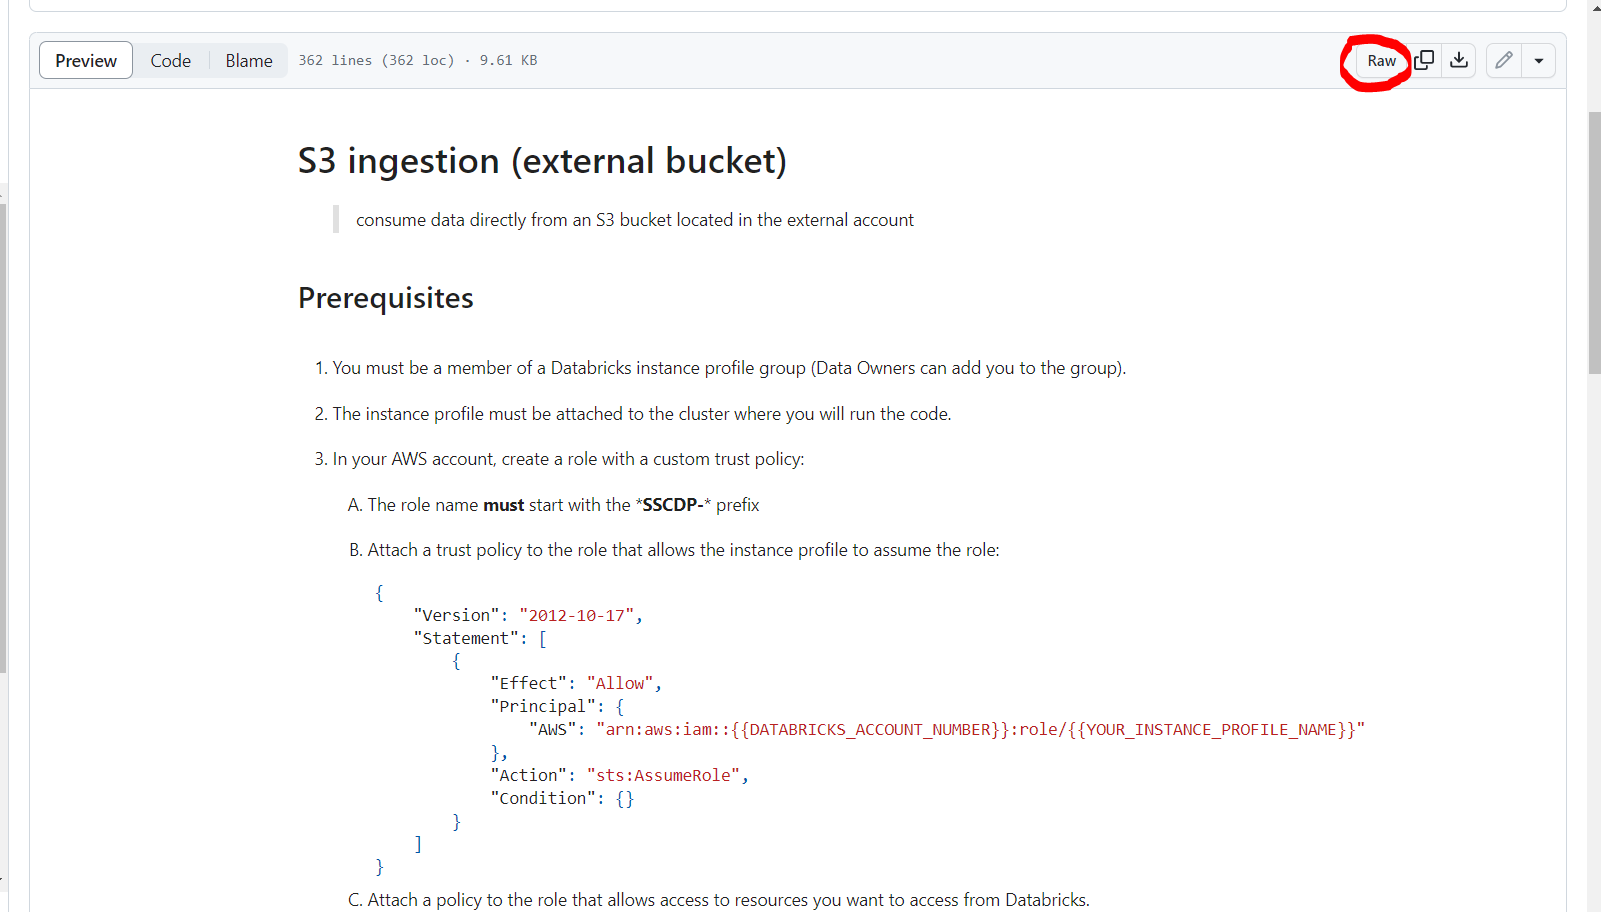 Preview Code Blame 362 lines (362 loc) · 9.61 KB Raw
S3 ingestion (external bucket)
consume data directly from an S3 bucket located in the external account
Prerequisites
1. You must be a member of a Databricks instance profile group (Data Owners can add you to the group).
2. The instance profile must be attached to the cluster where you will run the code.
3. In your AWS account, create a role with a custom trust policy:
A. The role name must start with the *SSCDP-* prefix
B. Attach a trust policy to the role that allows the instance profile to assume the role:
{
    "Version": "2012-10-17",
    "Statement": [
        {
            "Effect": "Allow",
            "Principal": {
                "AWS": "arn:aws:iam::{{DATABRICKS_ACCOUNT_NUMBER}}:role/{{YOUR_INSTANCE_PROFILE_NAME}}"
            },
            "Action": "sts:AssumeRole",
            "Condition": {}
        }
    ]
}
C. Attach a policy to the role that allows access to resources you want to access from Databricks.